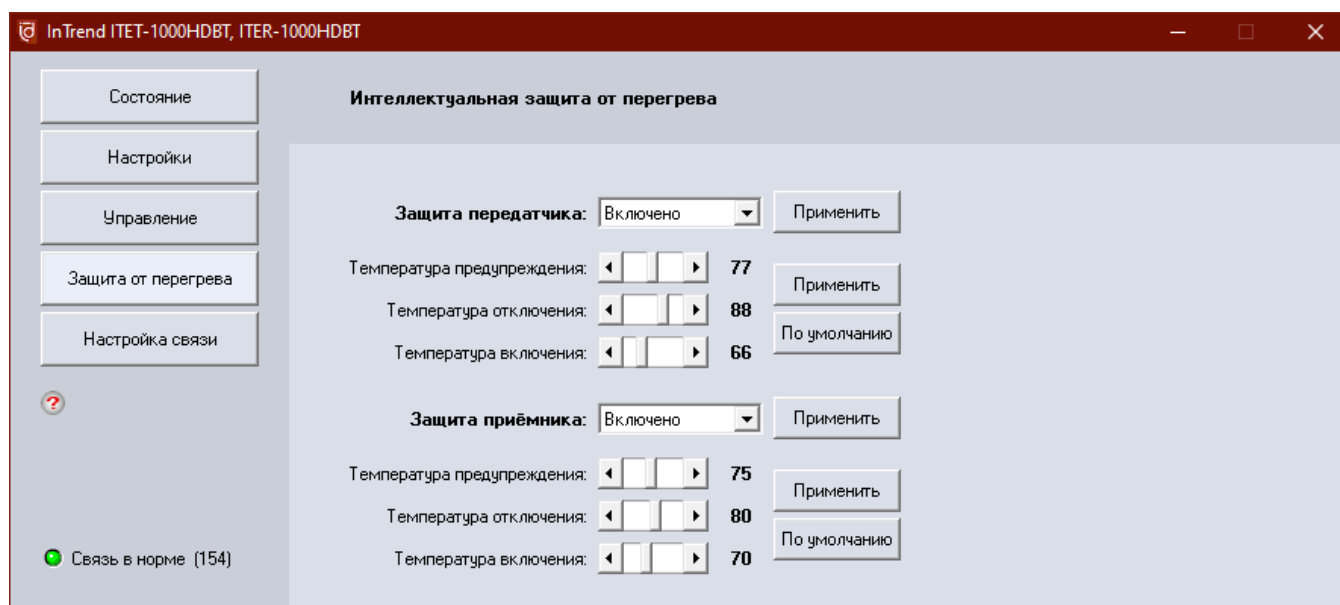 InTrend ITET-1000HDBT, ITER-1000HDBT
Состояние
Настройки
Управление
Защита от перегрева
Настройка связи
Связь в норме (154)
Интеллектуальная защита от перегрева
Защита передатчика: Включено Применить
Температура предупреждения: 77
Температура отключения: 88
Температура включения: 66
Применить
По умолчанию
Защита приёмника: Включено Применить
Температура предупреждения: 75
Температура отключения: 80
Температура включения: 70
Применить
По умолчанию